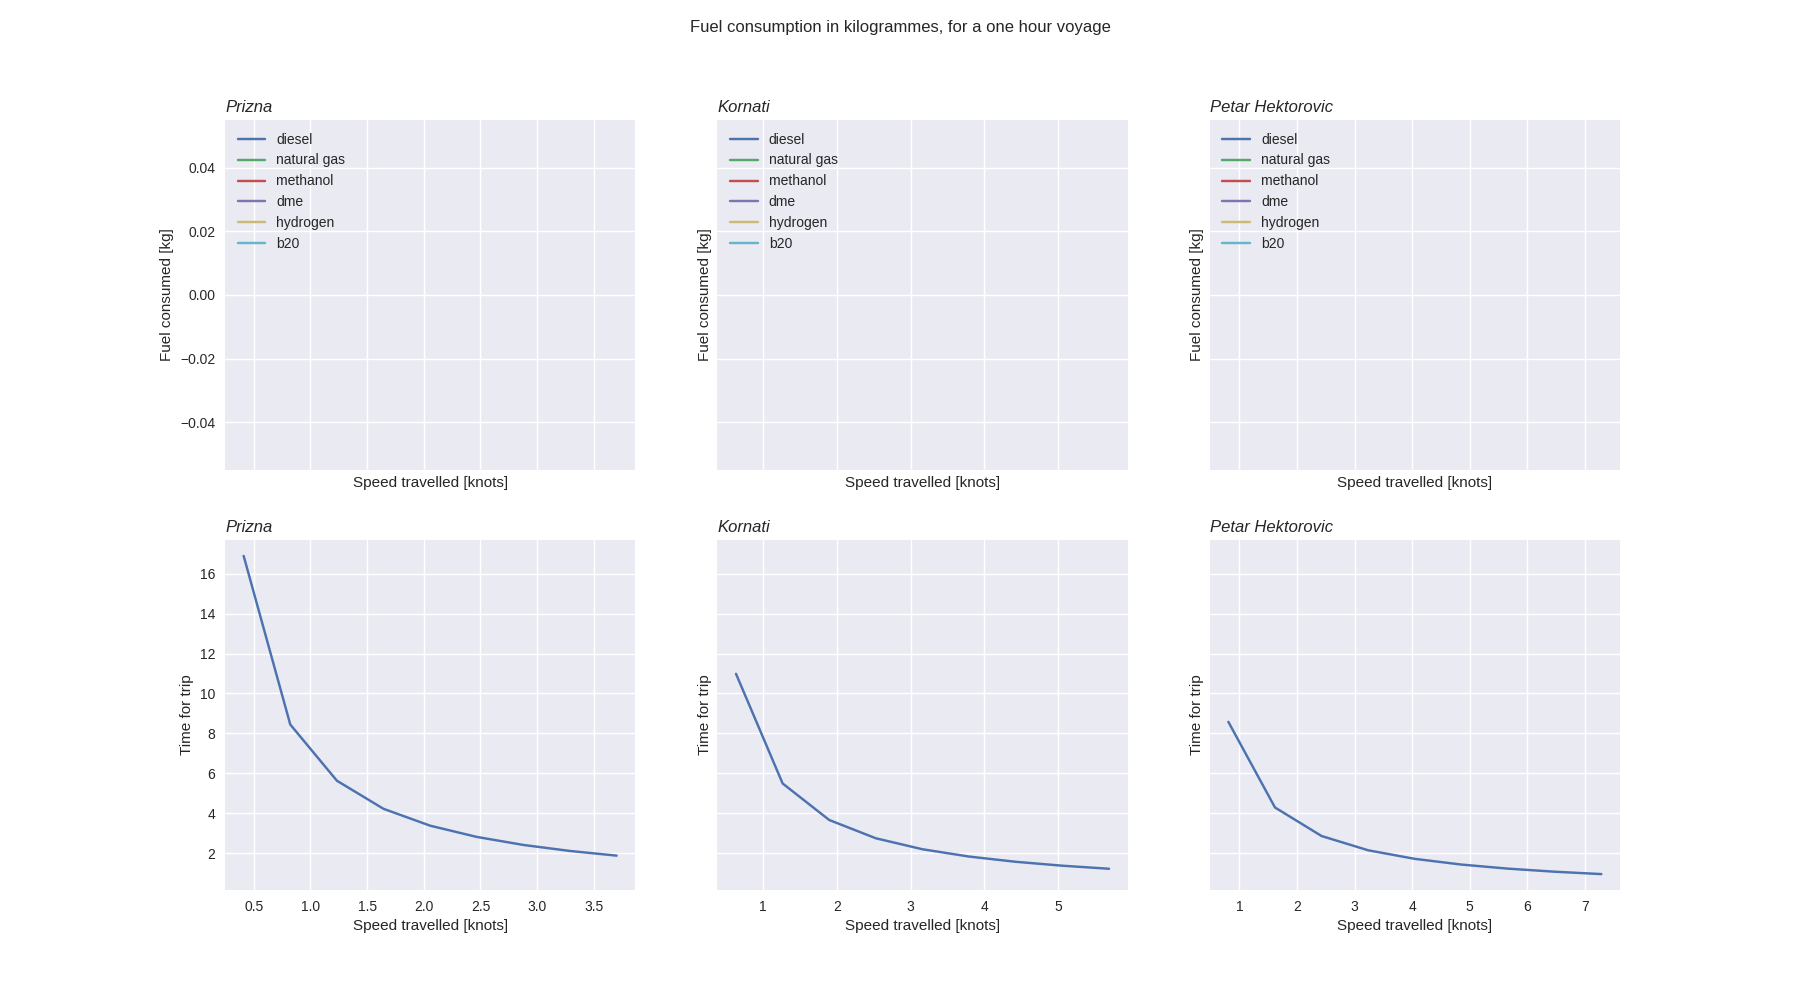 Fuel consumption in kilogrammes, for a one hour voyage
Prizna
diesel
natural gas
methanol
dme
hydrogen
b20
0.04
0.02
0.00
−0.02
−0.04
Fuel consumed [kg]
Speed travelled [knots]
Kornati
diesel
natural gas
methanol
dme
hydrogen
b20
Fuel consumed [kg]
Speed travelled [knots]
Petar Hektorovic
diesel
natural gas
methanol
dme
hydrogen
b20
Fuel consumed [kg]
Speed travelled [knots]
Prizna
16
14
12
10
8
6
4
2
Time for trip
0.5 1.0 1.5 2.0 2.5 3.0 3.5
Speed travelled [knots]
Kornati
Time for trip
1 2 3 4 5
Speed travelled [knots]
Petar Hektorovic
Time for trip
1 2 3 4 5 6 7
Speed travelled [knots]